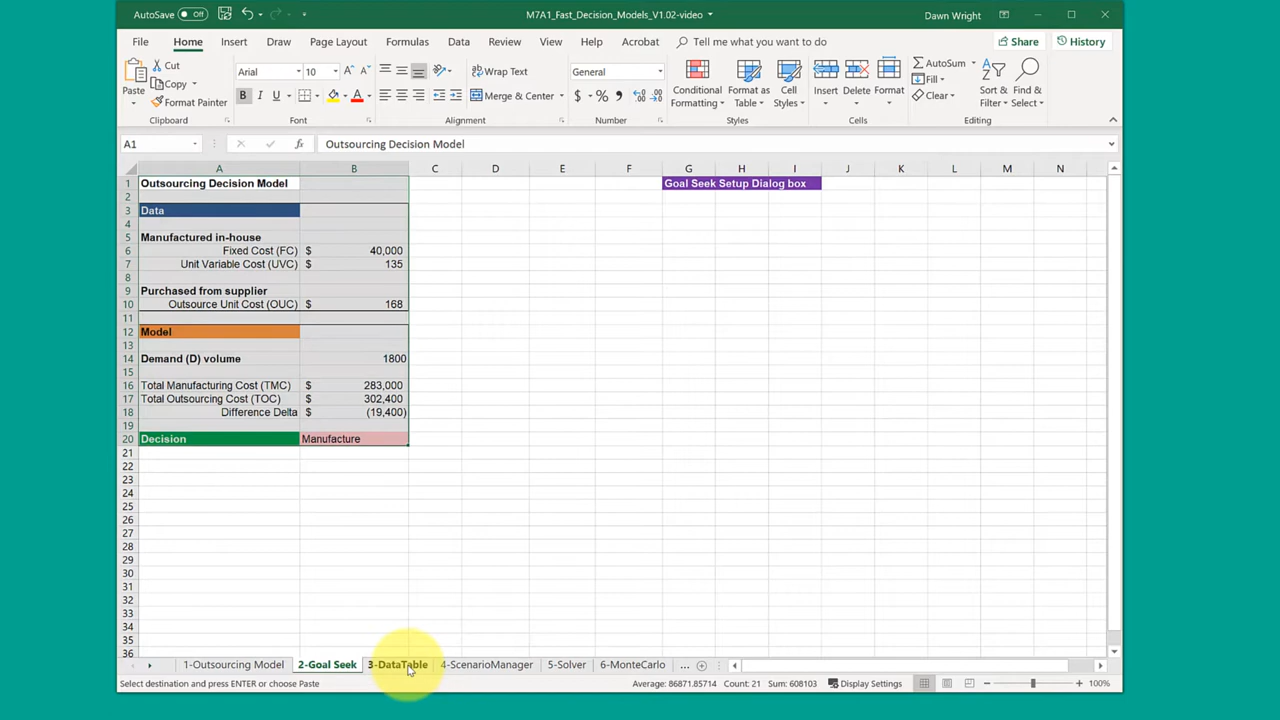 AutoSave Off M7A1_Fast_Decision_Models_V1.02-video Dawn Wright
File Home Insert Draw Page Layout Formulas Data Review View Help Acrobat Tell me what you want to do Share History
Paste Cut Copy Format Painter Clipboard
Arial 10 B I U A Font
Wrap Text Merge & Center Alignment
General $ % , Number
Conditional Formatting Format as Table Cell Styles Styles
Insert Delete Format Cells
AutoSum Fill Clear Sort & Filter Find & Select Editing
A1 fx Outsourcing Decision Model
A B C D E F G H I J K L M N
1 Outsourcing Decision Model Goal Seek Setup Dialog box
2
3 Data
4
5 Manufactured in-house
6 Fixed Cost (FC) $ 40,000
7 Unit Variable Cost (UVC) $ 135
8
9 Purchased from supplier
10 Outsource Unit Cost (OUC) $ 168
11
12 Model
13
14 Demand (D) volume 1800
15
16 Total Manufacturing Cost (TMC) $ 283,000
17 Total Outsourcing Cost (TOC) $ 302,400
18 Difference Delta $ (19,400)
19
20 Decision Manufacture
21
22
23
24
25
26
27
28
29
30
31
32
33
34
35
36
1-Outsourcing Model 2-Goal Seek 3-DataTable 4-ScenarioManager 5-Solver 6-MonteCarlo ...
Select destination and press ENTER or choose Paste Average: 86871.85714 Count: 21 Sum: 608103 Display Settings 100%